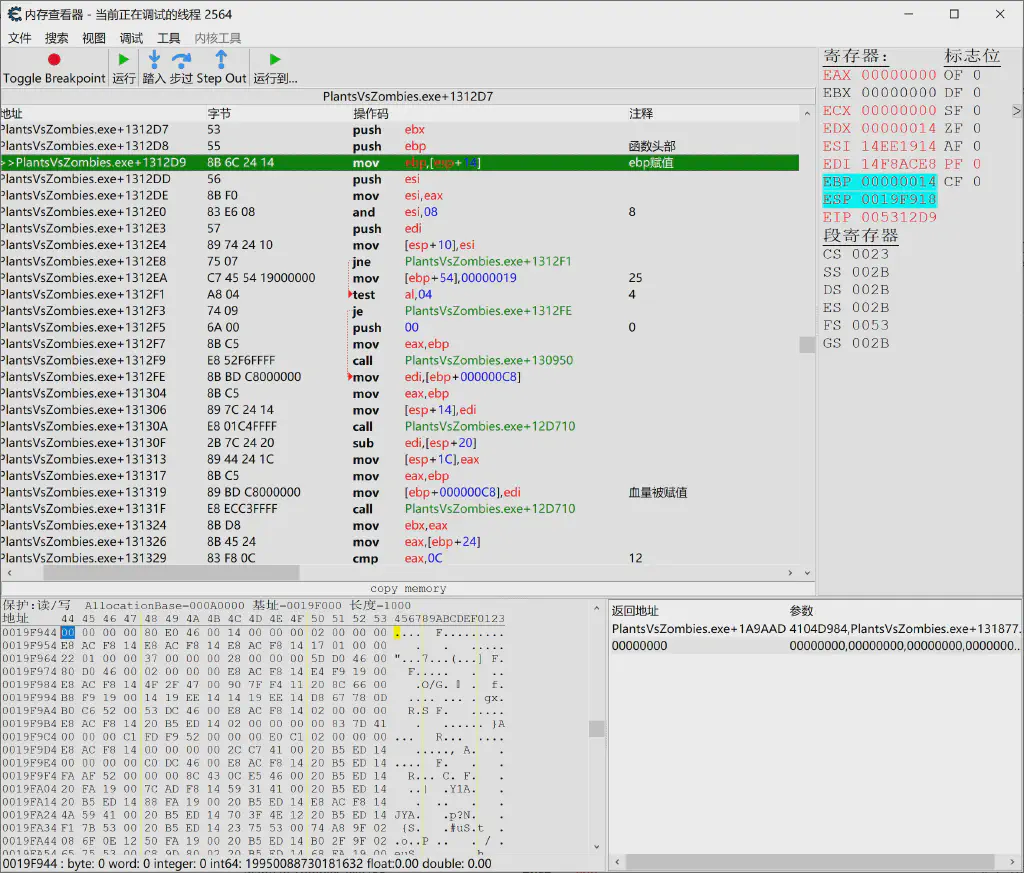 内存查看器 - 当前正在调试的线程 2564
文件 搜索 视图 调试 工具 内核工具
Toggle Breakpoint 运行 踏入 步过 Step Out 运行到...
PlantsVsZombies.exe+1312D7
地址 字节 操作码 注释
PlantsVsZombies.exe+1312D7 53 push ebx
PlantsVsZombies.exe+1312D8 55 push ebp 函数头部
>>PlantsVsZombies.exe+1312D9 8B 6C 24 14 mov ebp,[esp+14] ebp赋值
PlantsVsZombies.exe+1312DD 56 push esi
PlantsVsZombies.exe+1312DE 8B F0 mov esi,eax
PlantsVsZombies.exe+1312E0 83 E6 08 and esi,08 8
PlantsVsZombies.exe+1312E3 57 push edi
PlantsVsZombies.exe+1312E4 89 74 24 10 mov [esp+10],esi
PlantsVsZombies.exe+1312E8 75 07 jne PlantsVsZombies.exe+1312F1
PlantsVsZombies.exe+1312EA C7 45 54 19000000 mov [ebp+54],00000019 25
PlantsVsZombies.exe+1312F1 A8 04 test al,04 4
PlantsVsZombies.exe+1312F3 74 09 je PlantsVsZombies.exe+1312FE
PlantsVsZombies.exe+1312F5 6A 00 push 00 0
PlantsVsZombies.exe+1312F7 8B C5 mov eax,ebp
PlantsVsZombies.exe+1312F9 E8 52F6FFFF call PlantsVsZombies.exe+130950
PlantsVsZombies.exe+1312FE 8B BD C8000000 mov edi,[ebp+000000C8]
PlantsVsZombies.exe+131304 8B C5 mov eax,ebp
PlantsVsZombies.exe+131306 89 7C 24 14 mov [esp+14],edi
PlantsVsZombies.exe+13130A E8 01C4FFFF call PlantsVsZombies.exe+12D710
PlantsVsZombies.exe+13130F 2B 7C 24 20 sub edi,[esp+20]
PlantsVsZombies.exe+131313 89 44 24 1C mov [esp+1C],eax
PlantsVsZombies.exe+131317 8B C5 mov eax,ebp
PlantsVsZombies.exe+131319 89 BD C8000000 mov [ebp+000000C8],edi 血量被赋值
PlantsVsZombies.exe+13131F E8 ECC3FFFF call PlantsVsZombies.exe+12D710
PlantsVsZombies.exe+131324 8B D8 mov ebx,eax
PlantsVsZombies.exe+131326 8B 45 24 mov eax,[ebp+24]
PlantsVsZombies.exe+131329 83 F8 0C cmp eax,0C 12
寄存器: 标志位
EAX 00000000 OF 0
EBX 00000000 DF 0
ECX 00000000 SF 0
EDX 00000014 ZF 0
ESI 14EE1914 AF 0
EDI 14F8ACE8 PF 0
EBP 00000014 CF 0
ESP 0019F918
EIP 005312D9
段寄存器
CS 0023
SS 002B
DS 002B
ES 002B
FS 0053
GS 002B
copy memory
保护:读/写 AllocationBase=000A0000 基址=0019F000 长度=1000
地址 44 45 46 47 48 49 4A 4B 4C 4D 4E 4F 50 51 52 53 456789ABCDEF0123
0019F944 00 00 00 00 80 E0 46 00 14 00 00 00 02 00 00 00
0019F954 E8 AC F8 14 E8 AC F8 14 E8 AC F8 14 17 01 00 00
0019F964 22 01 00 00 37 00 00 00 28 00 00 00 5D D0 46 00
0019F974 80 D0 46 00 02 00 00 00 E8 AC F8 14 E4 F9 19 00
0019F984 E8 AC F8 14 4F 2F 47 00 90 7F F4 11 20 8C 66 00
0019F994 B8 F9 19 00 14 19 EE 14 14 19 EE 14 D8 67 78 0D
0019F9A4 B0 C6 52 00 53 DC 46 00 E8 AC F8 14 02 00 00 00
0019F9B4 E8 AC F8 14 20 B5 ED 14 02 00 00 00 00 83 7D 41
0019F9C4 00 00 00 00 C1 FD F9 52 00 00 00 00 E0 C1 02 00 00 00
0019F9D4 E8 AC F8 14 00 00 00 00 2C C7 41 00 20 B5 ED 14
0019F9E4 00 00 00 00 C0 DC 46 00 E8 AC F8 14 20 B5 ED 14
0019F9F4 FA AF 52 00 00 00 8C 43 0C E5 46 00 20 B5 ED 14
0019FA04 20 FA 19 00 7C AD F8 14 59 31 41 00 20 B5 ED 14
0019FA14 20 B5 ED 14 88 FA 19 00 20 B5 ED 14 E8 AC F8 14
0019FA24 4A 59 41 00 20 B5 ED 14 70 3F 4E 12 20 B5 ED 14
0019FA34 F1 7B 53 00 20 B5 ED 14 23 75 53 00 74 A8 9F 02
0019FA44 08 6F 0E 12 50 FA 19 00 20 B5 ED 14 B0 2F 9F 02
0019F944 : byte: 0 word: 0 integer: 0 int64: 19950088730181632 float:0.00 double: 0.00
返回地址 参数
PlantsVsZombies.exe+1A9AAD 4104D984,PlantsVsZombies.exe+131877.
00000000 00000000,00000000,00000000,0000000..